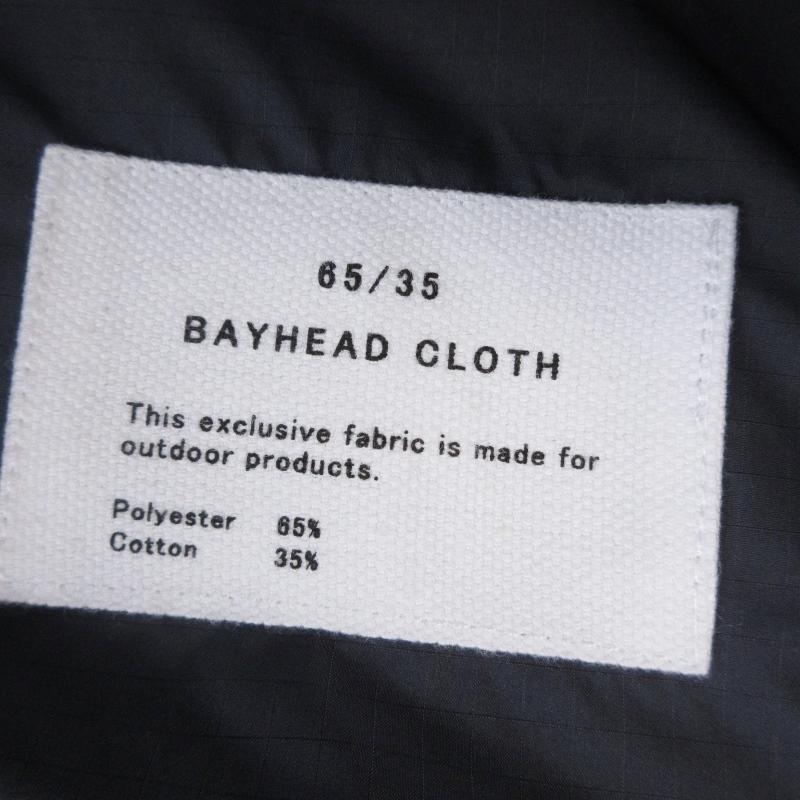 65/35
BAYHEAD CLOTH
This exclusive fabric is made for
outdoor products.
Polyester 65%
Cotton 35%